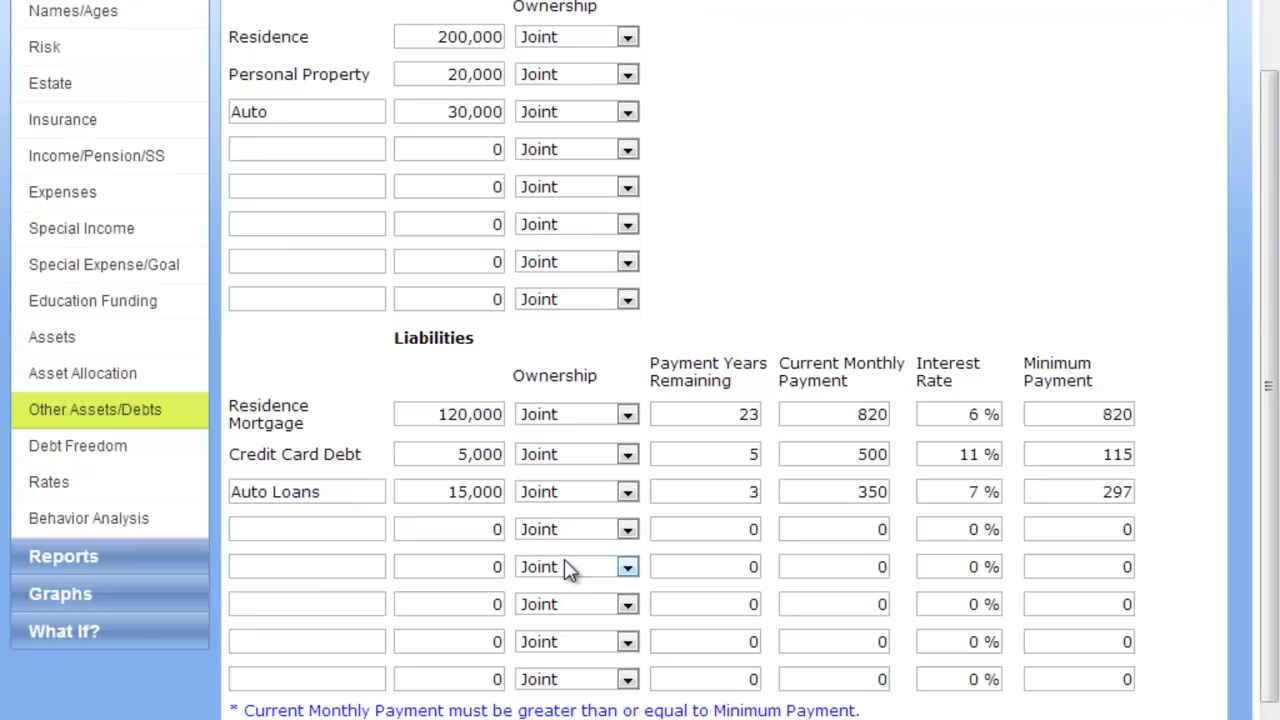 Names/Ages
Risk
Estate
Insurance
Income/Pension/SS
Expenses
Special Income
Special Expense/Goal
Education Funding
Assets
Asset Allocation
Other Assets/Debts
Debt Freedom
Rates
Behavior Analysis
Reports
Graphs
What If?
Ownership
Residence 200,000 Joint
Personal Property 20,000 Joint
Auto 30,000 Joint
0 Joint
0 Joint
0 Joint
0 Joint
0 Joint
Liabilities
Ownership Payment Years Remaining Current Monthly Payment Interest Rate Minimum Payment
Residence Mortgage 120,000 Joint 23 820 6 % 820
Credit Card Debt 5,000 Joint 5 500 11 % 115
Auto Loans 15,000 Joint 3 350 7 % 297
0 Joint 0 0 0 % 0
0 Joint 0 0 0 % 0
0 Joint 0 0 0 % 0
0 Joint 0 0 0 % 0
0 Joint 0 0 0 % 0
* Current Monthly Payment must be greater than or equal to Minimum Payment.